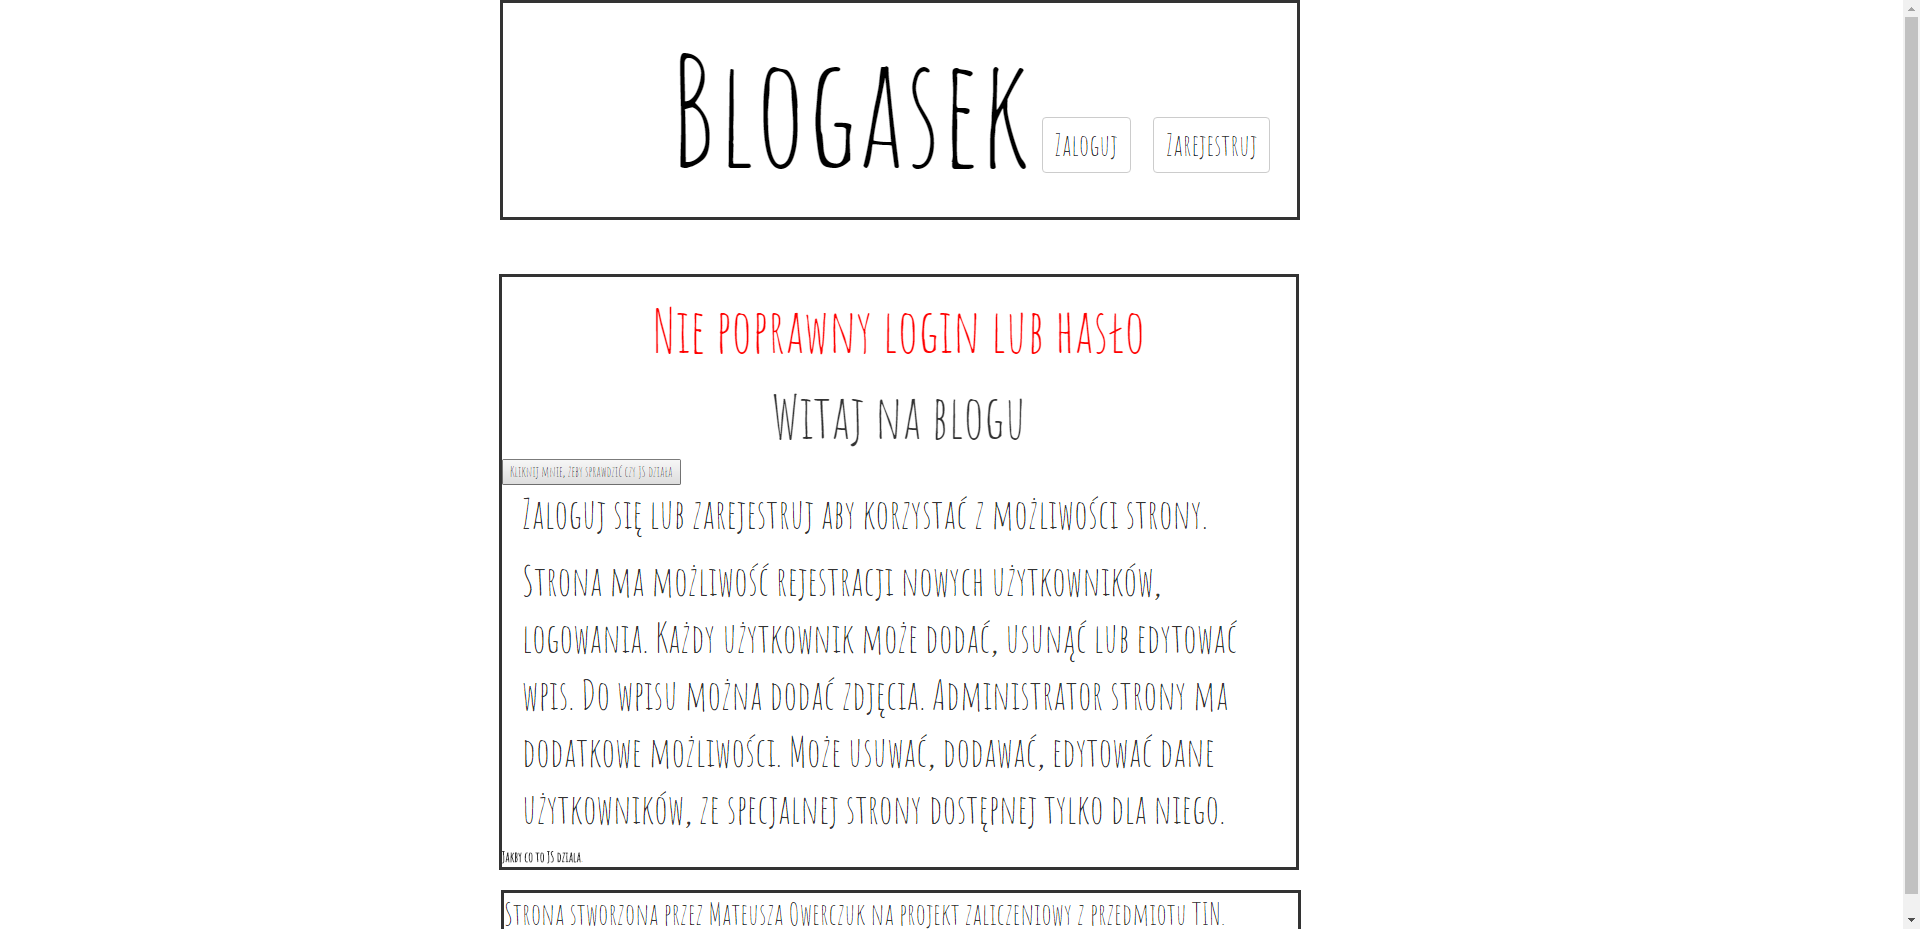 Blogasek
Zaloguj Zarejestruj
Nie poprawny login lub hasło
Witaj na blogu
Kliknij mnie, żeby sprawdzić czy JS działa
Zaloguj się lub zarejestruj aby korzystać z możliwości strony.
Strona ma możliwość rejestracji nowych użytkowników,
logowania. Każdy użytkownik może dodać, usunąć lub edytować
wpis. Do wpisu można dodać zdjęcia. Administrator strony ma
dodatkowe możliwości. Może usuwać, dodawać, edytować dane
użytkowników, ze specjalnej strony dostępnej tylko dla niego.
Jakby co to JS dziala
Strona stworzona przez Mateusza Owerczuk na projekt zaliczeniowy z przedmiotu TIN.